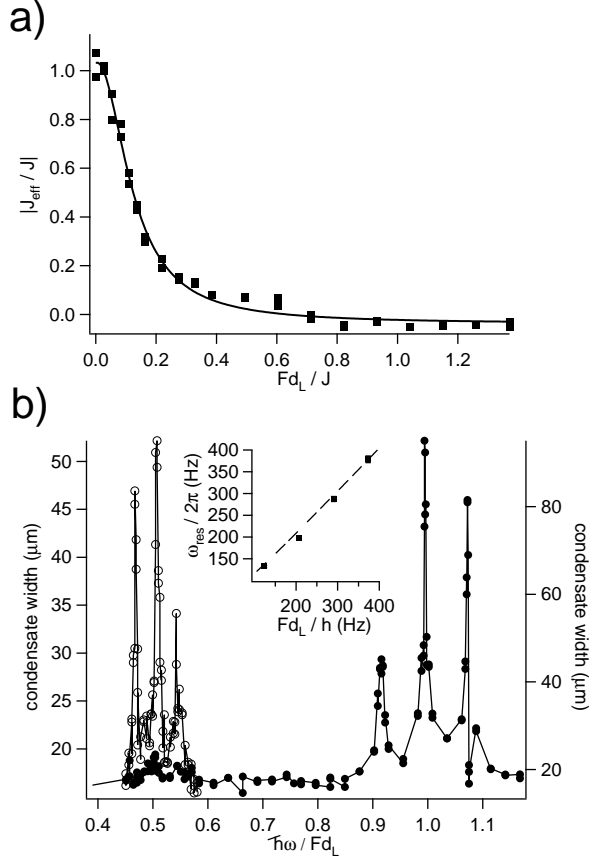 a)
|J_eff / J|
1.0
0.8
0.6
0.4
0.2
0.0
0.0 0.2 0.4 0.6 0.8 1.0 1.2
Fd_L / J
b)
condensate width (μm)
50
45
40
35
30
25
20
ω_res / 2π (Hz)
400
350
300
250
200
150
200 300 400
Fd_L / h (Hz)
80
60
40
20
condensate width (μm)
0.4 0.5 0.6 0.7 0.8 0.9 1.0 1.1
ħω / Fd_L